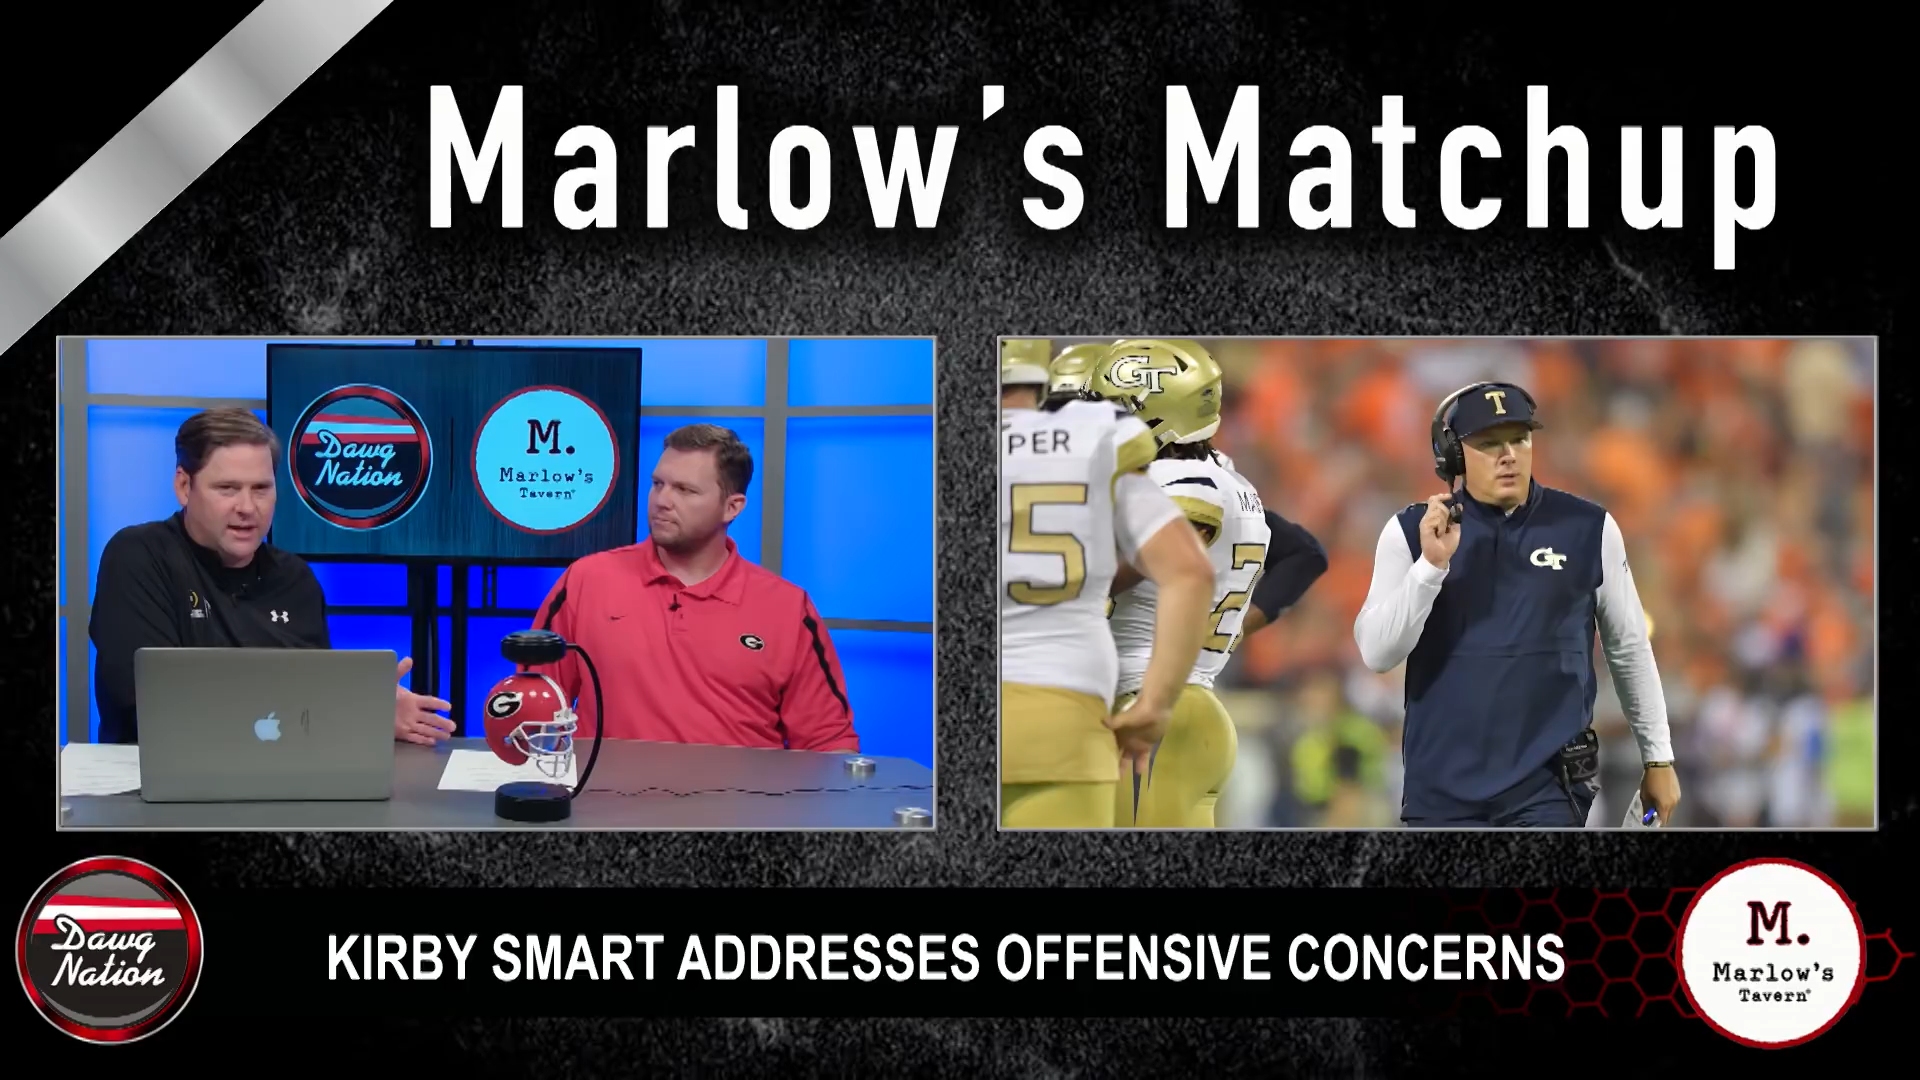 Marlow's Matchup
Dawg
Nation
M.
Marlow's
Tavern
G
GT
PER
5
2
T
GT
Dawg
Nation
KIRBY SMART ADDRESSES OFFENSIVE CONCERNS
M.
Marlow's
Tavern